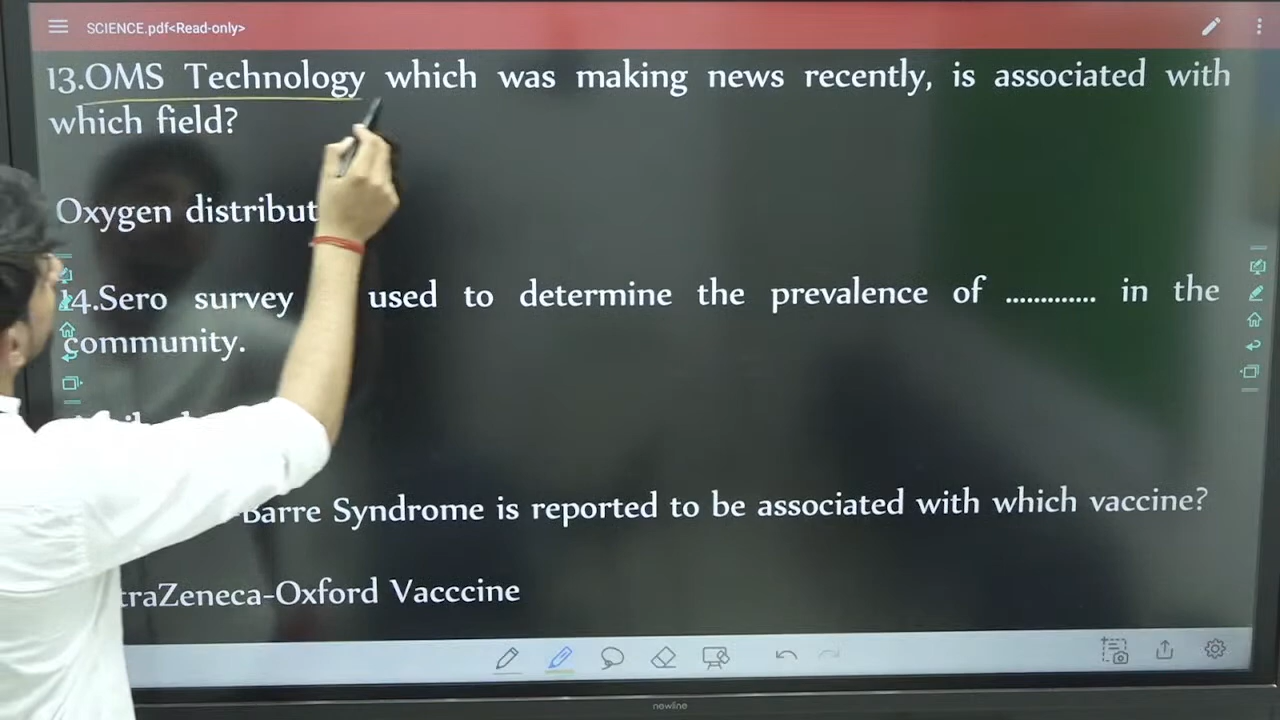 SCIENCE.pdf<Read-only>
13.OMS Technology which was making news recently, is associated with
which field?
Oxygen distribut
14.Sero survey used to determine the prevalence of ............. in the
community.
-Barre Syndrome is reported to be associated with which vaccine?
traZeneca-Oxford Vacccine
newline